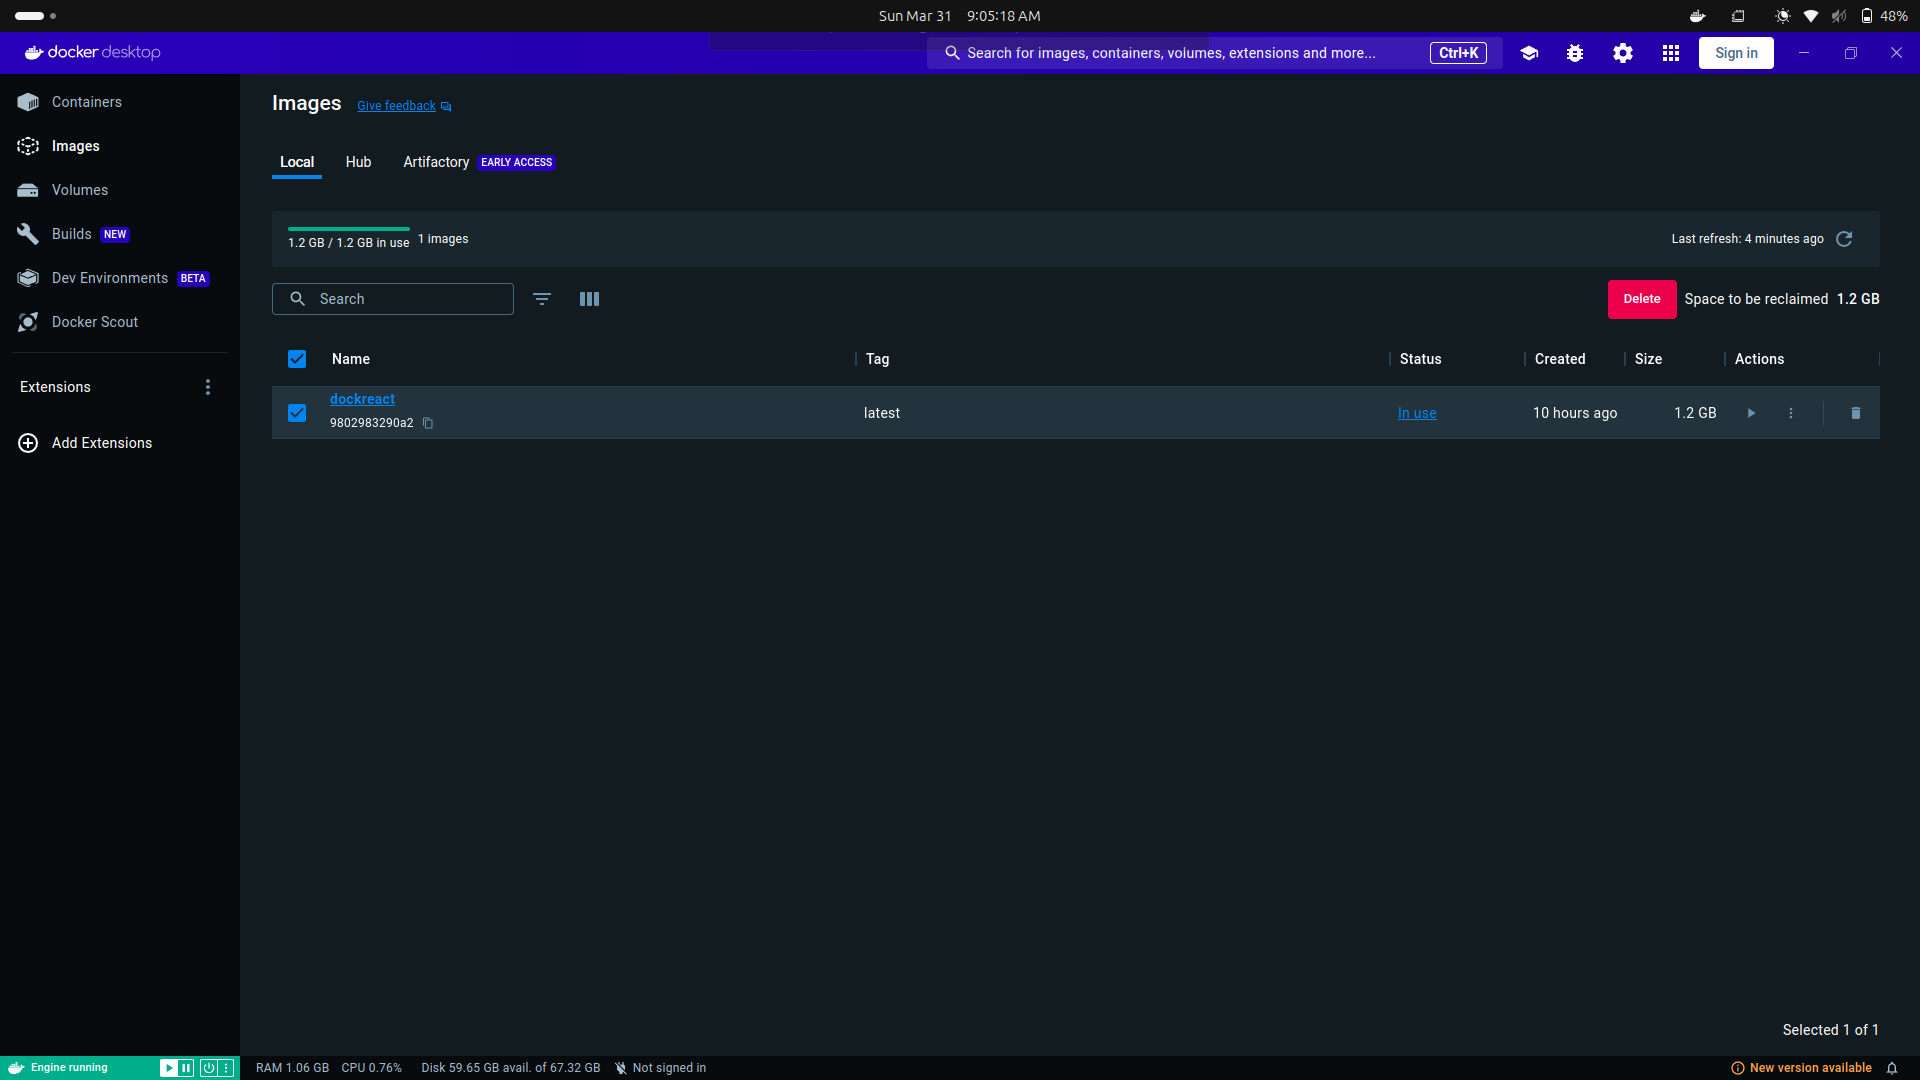 Sun Mar 31 9:05:18 AM
48%
docker desktop
Search for images, containers, volumes, extensions and more...
Ctrl+K
Sign in
Containers
Images
Volumes
Builds NEW
Dev Environments BETA
Docker Scout
Extensions
Add Extensions
Images Give feedback
Local Hub Artifactory EARLY ACCESS
1.2 GB / 1.2 GB in use 1 images
Last refresh: 4 minutes ago
Search
Delete Space to be reclaimed 1.2 GB
Name Tag Status Created Size Actions
dockreact
9802983290a2
latest In use 10 hours ago 1.2 GB
Selected 1 of 1
Engine running
RAM 1.06 GB CPU 0.76% Disk 59.65 GB avail. of 67.32 GB Not signed in
New version available